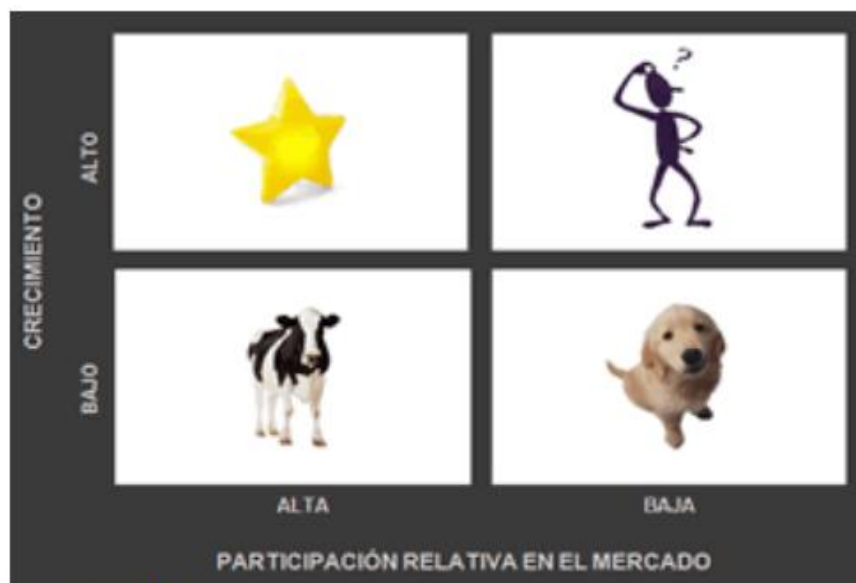 CRECIMIENTO
ALTO
?
BAJO
ALTA
BAJA
PARTICIPACIÓN RELATIVA EN EL MERCADO